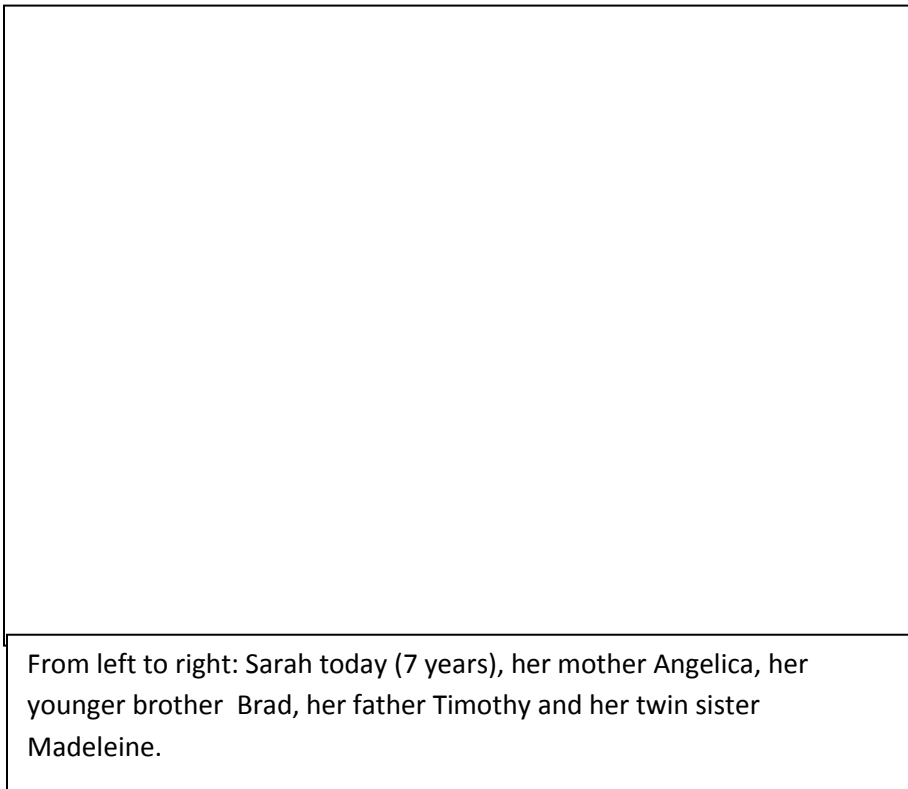 From left to right: Sarah today (7 years), her mother Angelica, her
younger brother  Brad, her father Timothy and her twin sister
Madeleine.